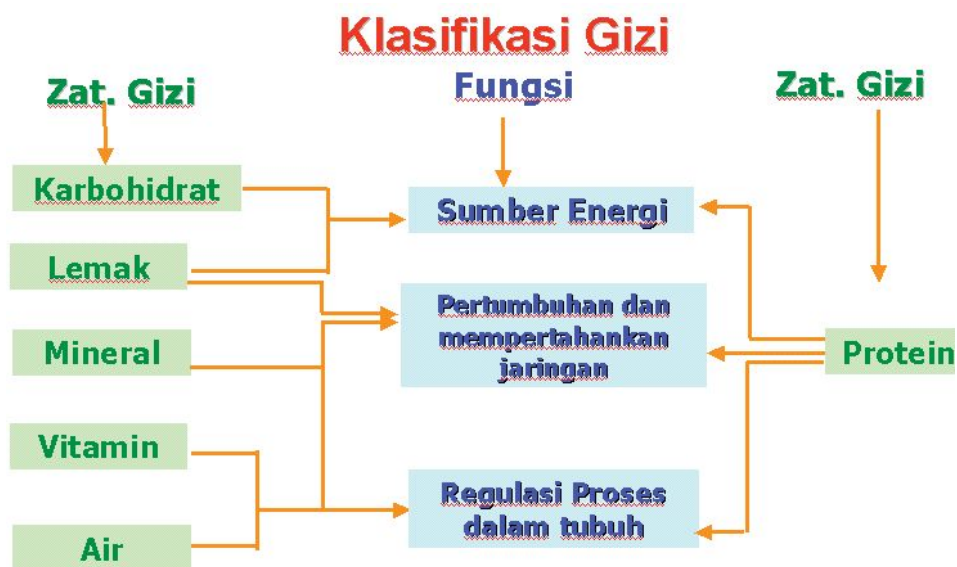 Klasifikasi Gizi
Zat. Gizi
Fungsi
Zat. Gizi
Karbohidrat
Sumber Energi
Lemak
Pertumbuhan dan
mempertahankan
jaringan
Mineral
Protein
Vitamin
Regulasi Proses
dalam tubuh
Air